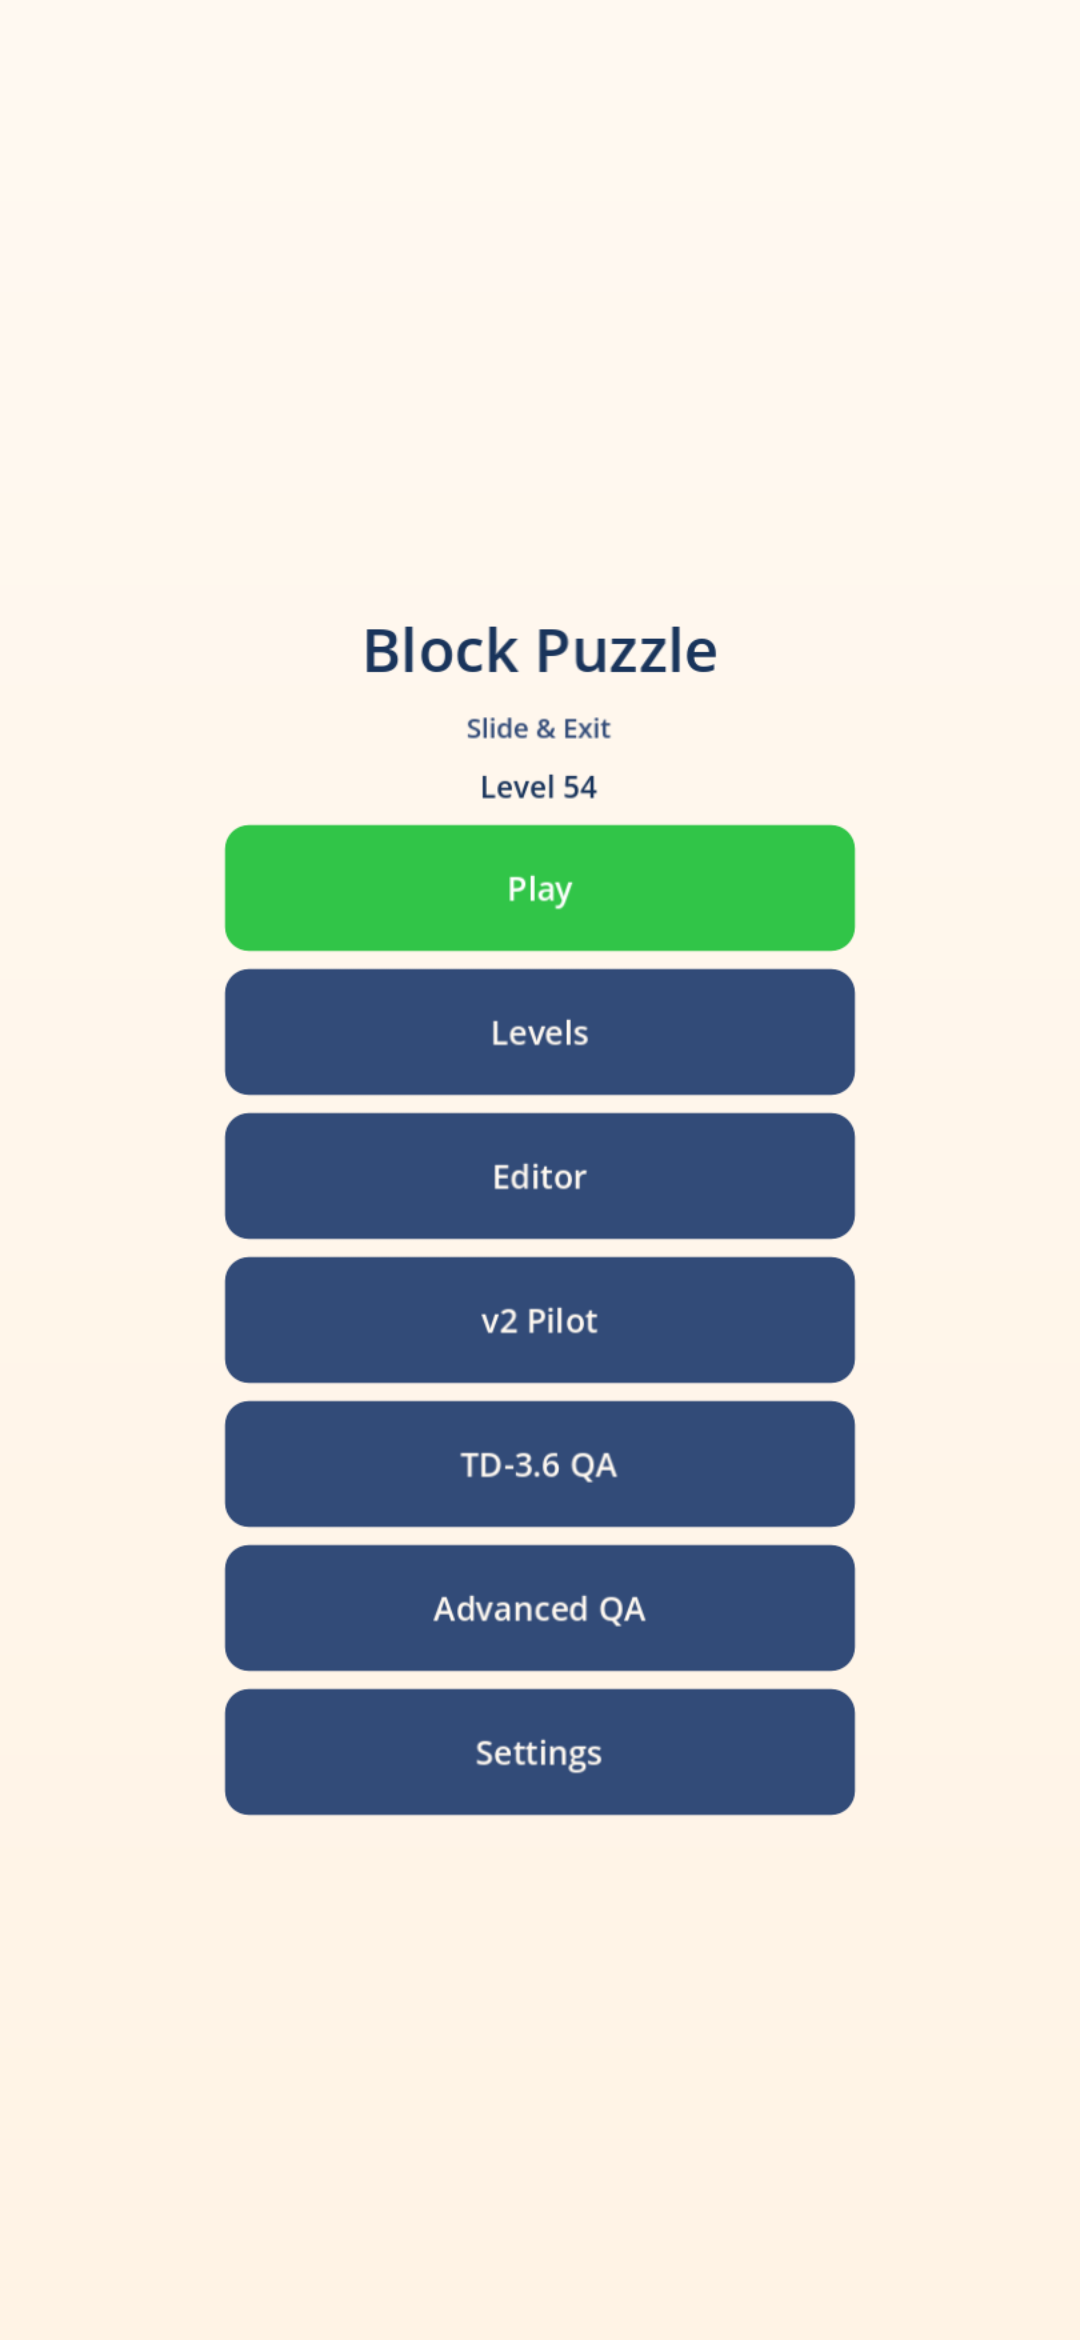 Block Puzzle
Slide & Exit
Level 54
Play
Levels
Editor
v2 Pilot
TD-3.6 QA
Advanced QA
Settings